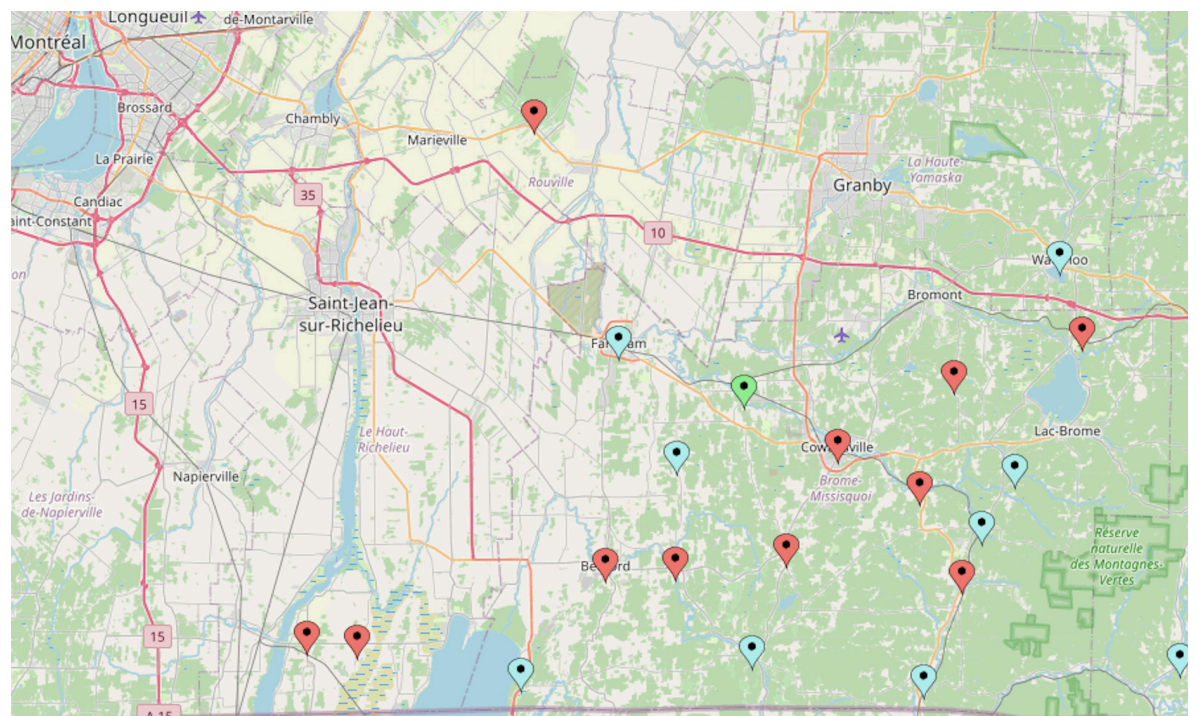 Longueuil
de-Montarville
Montréal
Brossard
Chambly
Marieville
La Prairie
Rouville
La Haute-
Yamaska
Granby
35
Candiac
aint-Constant
10
Bromont
Saint-Jean-
sur-Richelieu
15
Lac-Brome
Le Haut-
Richelieu
Napierville
Brome-
Missisquoi
Les Jardins-
de-Napierville
Réserve
naturelle
des Montagnes-
Vertes
15
A 15